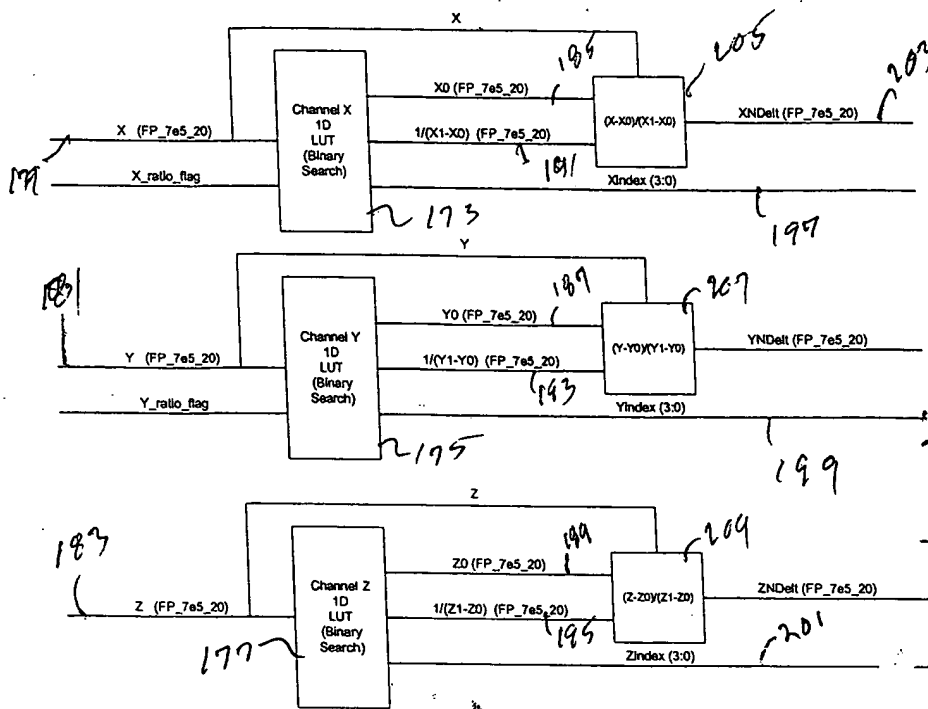 X
185
205
203
X0 (FP_7e5_20)
Channel X
1D
LUT
(Binary
Search)
(X-X0)/(X1-X0)
XNDelt (FP_7e5_20)
X (FP_7e5_20)
1/(X1-X0) (FP_7e5_20)
191
X_ratio_flag
XIndex (3:0)
173
197
Y
187
207
181
Y0 (FP_7e5_20)
Channel Y
1D
LUT
(Binary
Search)
(Y-Y0)/(Y1-Y0)
YNDelt (FP_7e5_20)
Y (FP_7e5_20)
1/(Y1-Y0) (FP_7e5_20)
193
Y_ratio_flag
YIndex (3:0)
175
199
Z
183
209
Z0 (FP_7e5_20)
Channel Z
1D
LUT
(Binary
Search)
(Z-Z0)/(Z1-Z0)
ZNDelt (FP_7e5_20)
Z (FP_7e5_20)
1/(Z1-Z0) (FP_7e5_20)
195
177
ZIndex (3:0)
201